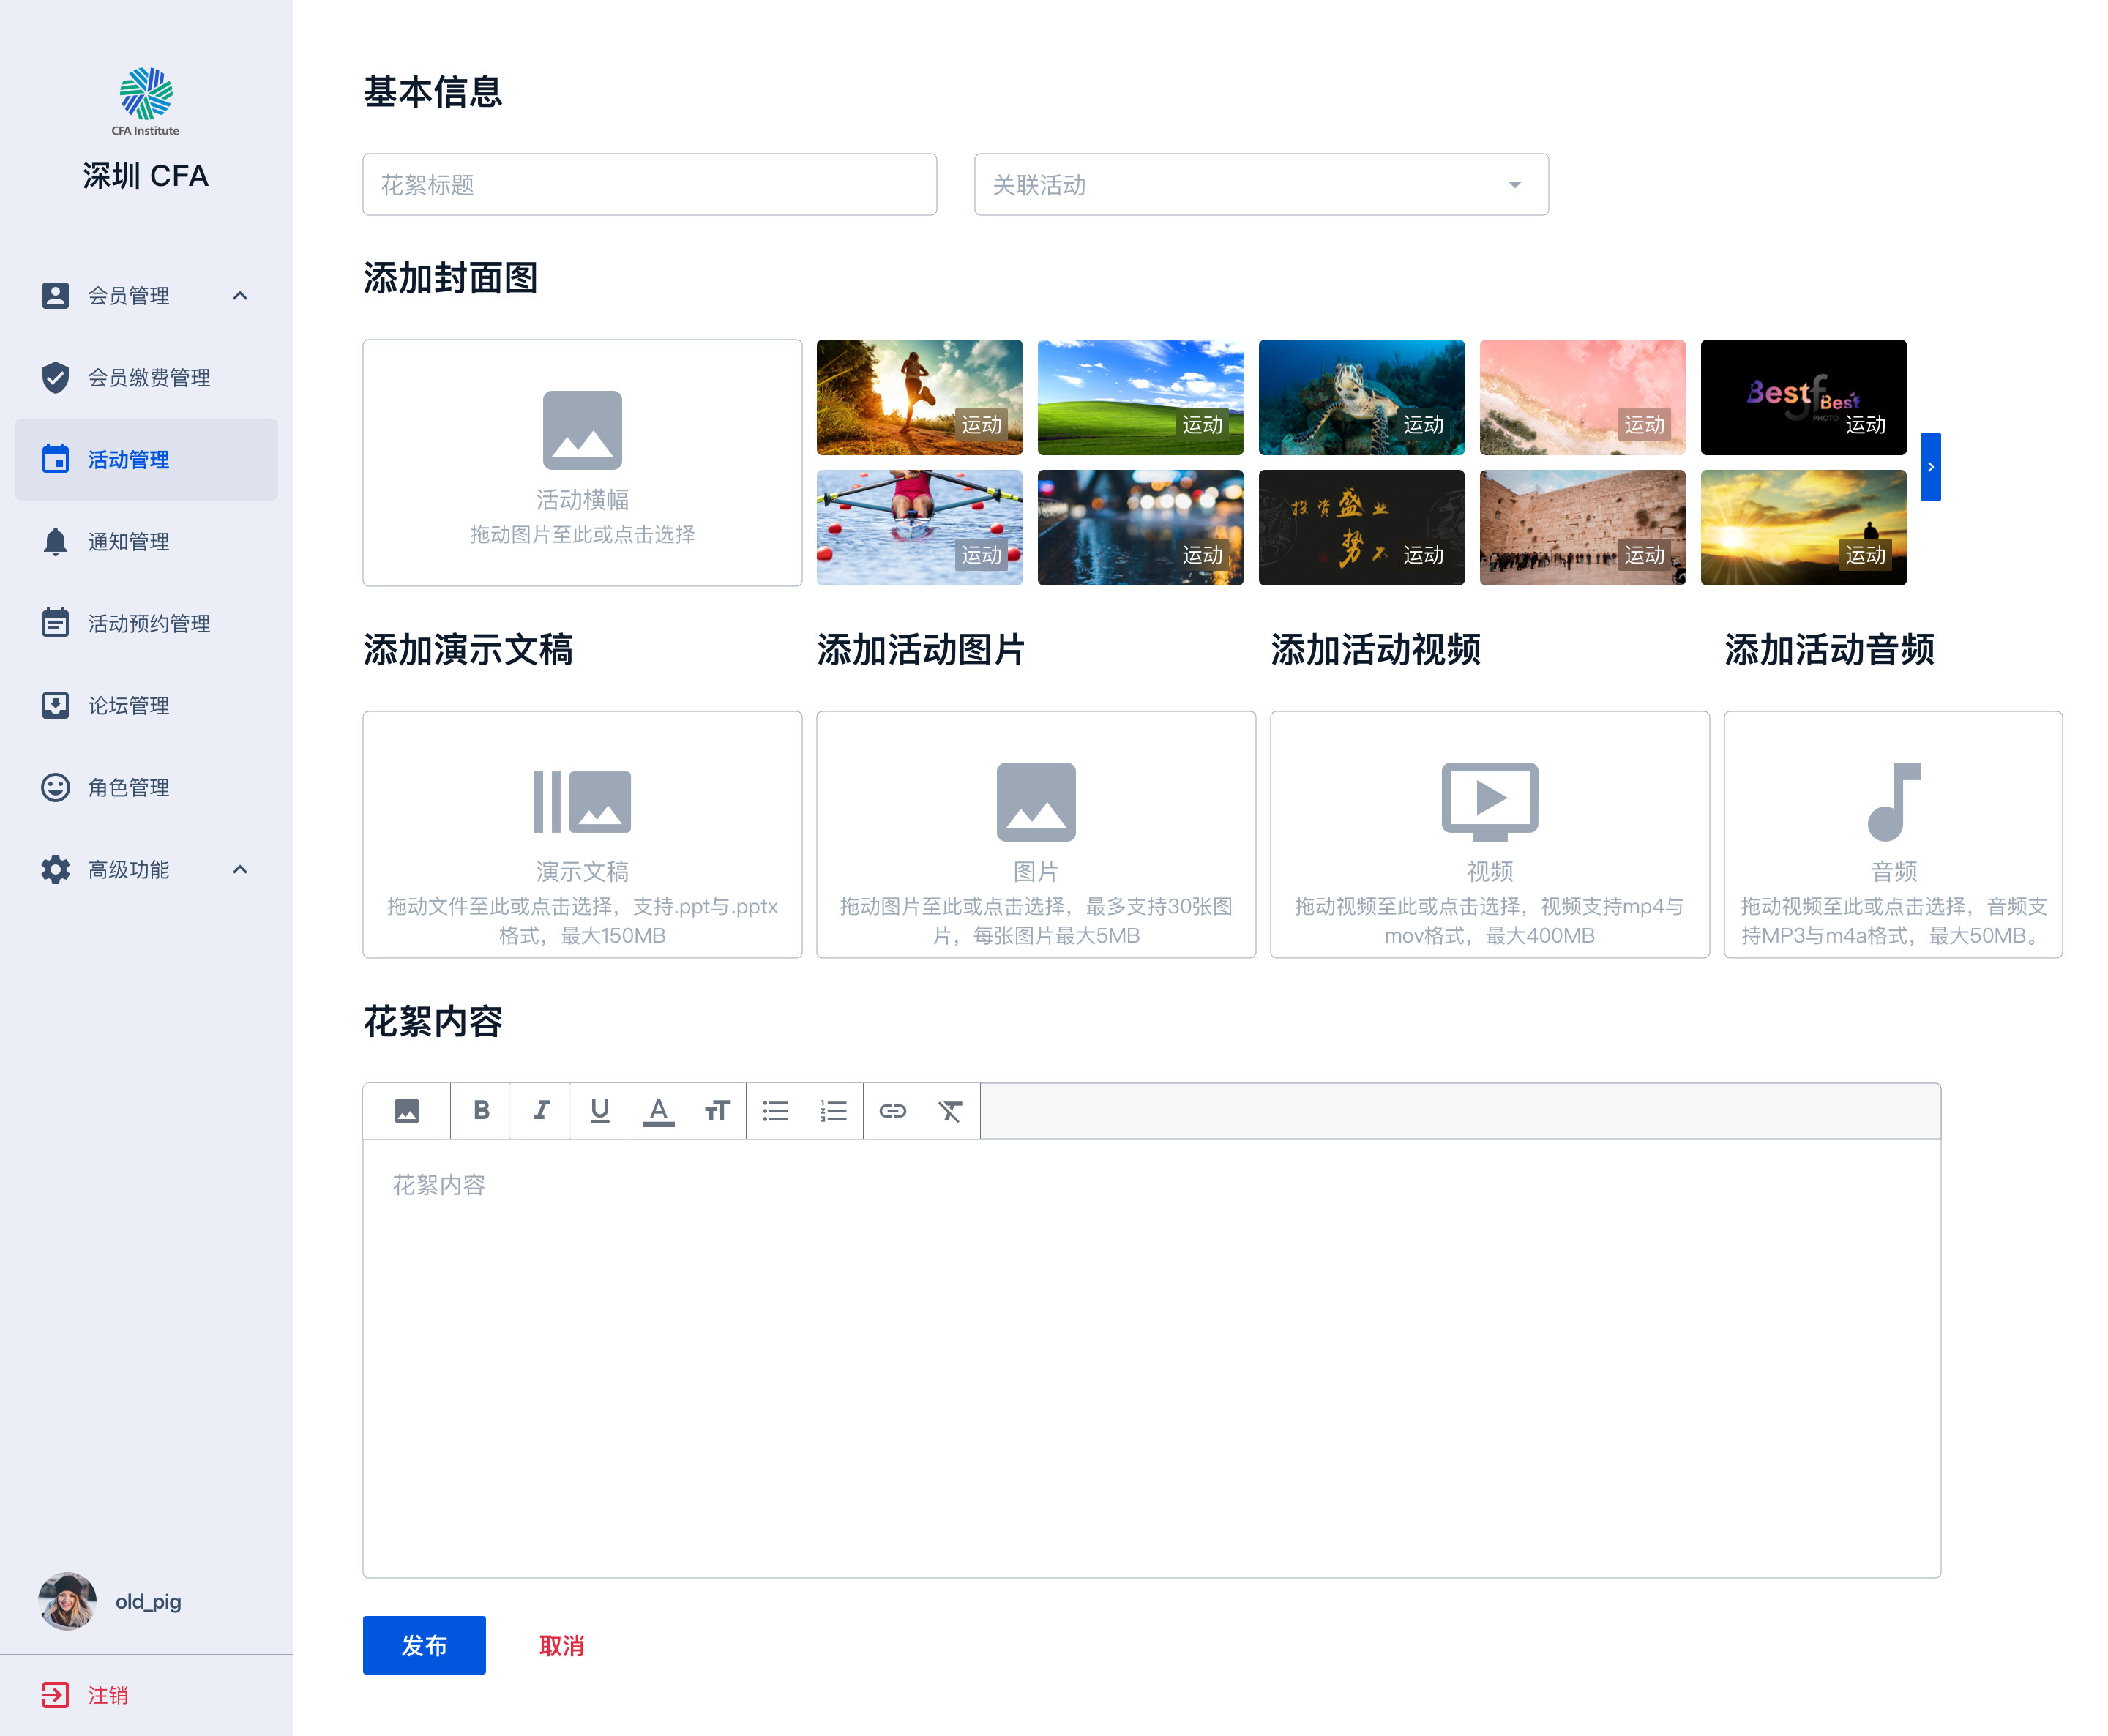 CFA Institute
深圳 CFA
会员管理
会员缴费管理
活动管理
通知管理
活动预约管理
论坛管理
角色管理
高级功能
old_pig
注销
基本信息
花絮标题
关联活动
添加封面图
活动横幅
拖动图片至此或点击选择
运动
运动
运动
运动
Best
Best
PHOTO
运动
运动
运动
投资盛业
势不
运动
运动
运动
添加演示文稿
演示文稿
拖动文件至此或点击选择，支持.ppt与.pptx
格式，最大150MB
添加活动图片
图片
拖动图片至此或点击选择，最多支持30张图
片，每张图片最大5MB
添加活动视频
视频
拖动视频至此或点击选择，视频支持mp4与
mov格式，最大400MB
添加活动音频
音频
拖动视频至此或点击选择，音频支
持MP3与m4a格式，最大50MB。
花絮内容
B I U A TT
花絮内容
发布
取消